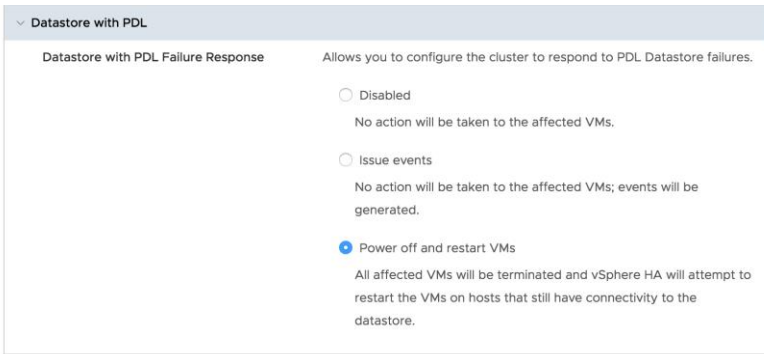 Datastore with PDL
Datastore with PDL Failure Response
Allows you to configure the cluster to respond to PDL Datastore failures.
Disabled
No action will be taken to the affected VMs.
Issue events
No action will be taken to the affected VMs; events will be
generated.
Power off and restart VMs
All affected VMs will be terminated and vSphere HA will attempt to
restart the VMs on hosts that still have connectivity to the
datastore.